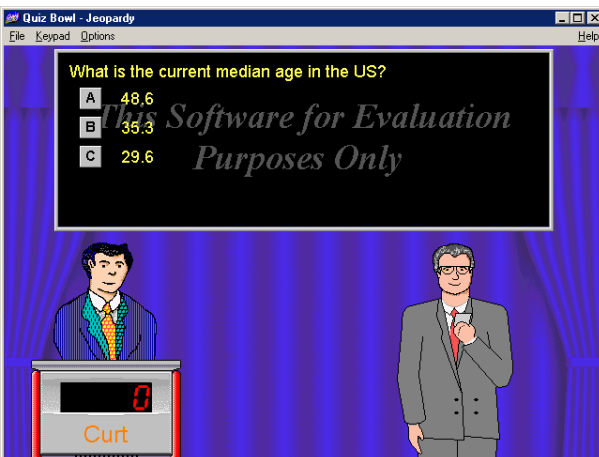 Quiz Bowl - Jeopardy
File Keypad Options Help
What is the current median age in the US?
A 48.6
B 35.3
C 29.6
This Software for Evaluation
Purposes Only
0
Curt